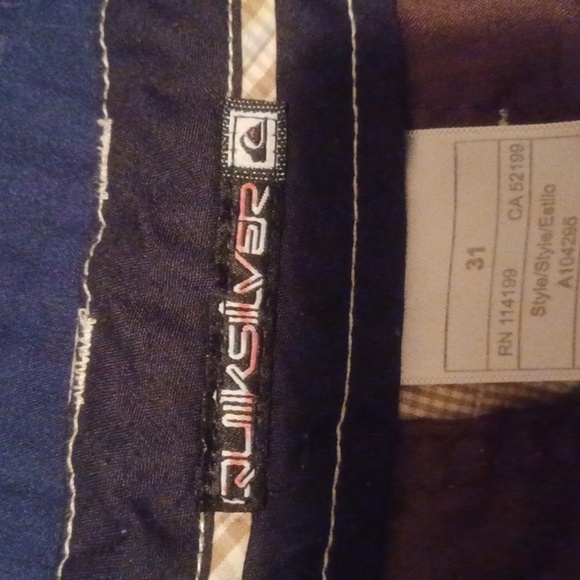 QUIKSILVER
31
RN 114199 CA 52199
Style/Style/Estilo
A104295